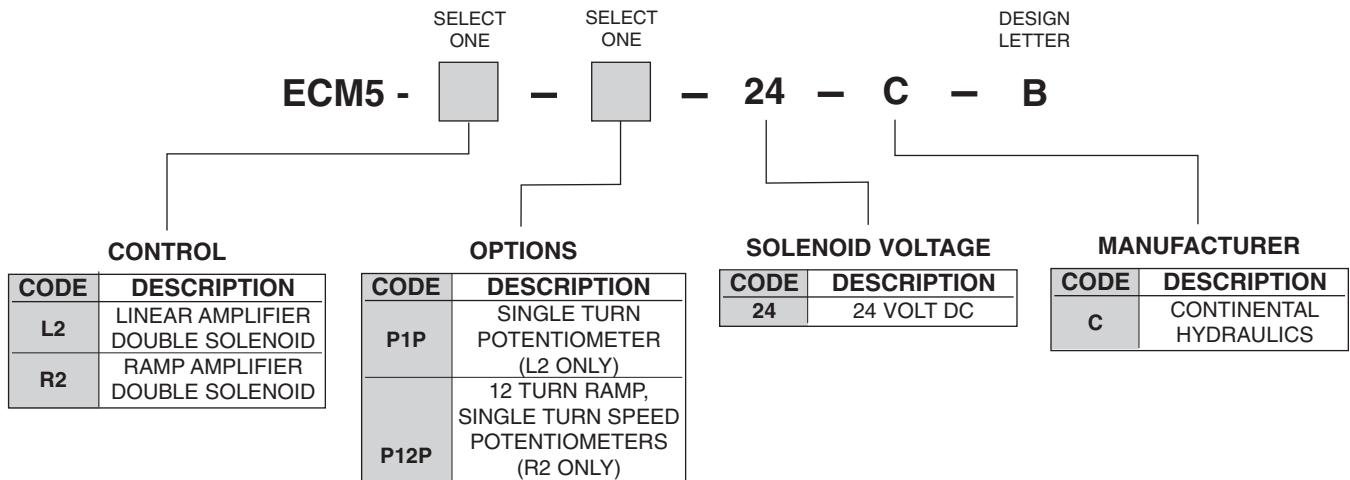 SELECT
ONE
SELECT
ONE
DESIGN
LETTER
ECM5 - – – 24 – C – B
CONTROL
CODE DESCRIPTION
L2 LINEAR AMPLIFIER
DOUBLE SOLENOID
R2 RAMP AMPLIFIER
DOUBLE SOLENOID
OPTIONS
CODE DESCRIPTION
P1P SINGLE TURN
POTENTIOMETER
(L2 ONLY)
P12P 12 TURN RAMP,
SINGLE TURN SPEED
POTENTIOMETERS
(R2 ONLY)
SOLENOID VOLTAGE
CODE DESCRIPTION
24 24 VOLT DC
MANUFACTURER
CODE DESCRIPTION
C CONTINENTAL
HYDRAULICS